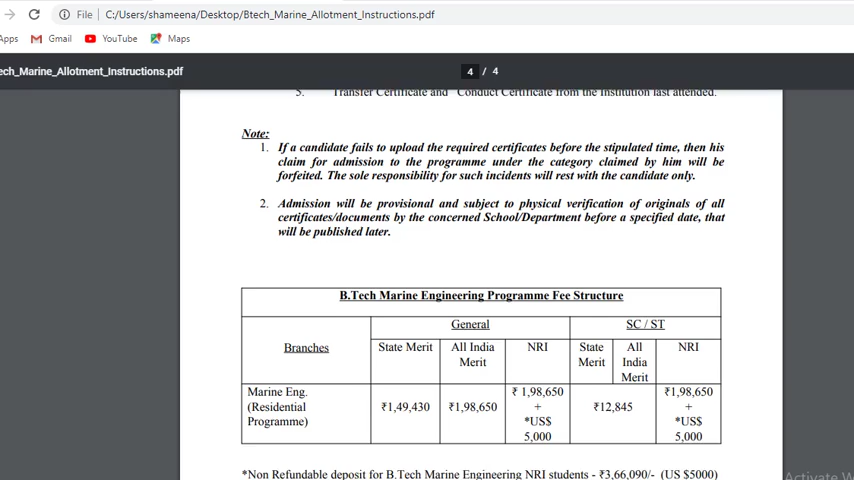 File C:/Users/shameena/Desktop/Btech_Marine_Allotment_Instructions.pdf
Apps Gmail YouTube Maps
ech_Marine_Allotment_Instructions.pdf 4 / 4
5. Transfer Certificate and Conduct Certificate from the Institution last attended.
Note:
1. If a candidate fails to upload the required certificates before the stipulated time, then his
claim for admission to the programme under the category claimed by him will be
forfeited. The sole responsibility for such incidents will rest with the candidate only.
2. Admission will be provisional and subject to physical verification of originals of all
certificates/documents by the concerned School/Department before a specified date, that
will be published later.
B.Tech Marine Engineering Programme Fee Structure
General SC / ST
Branches State Merit All India NRI State All NRI
Merit Merit India
Merit
Marine Eng. ₹ 1,98,650 ₹1,98,650
(Residential ₹1,49,430 ₹1,98,650 + ₹12,845 +
Programme) *US$ *US$
5,000 5,000
*Non Refundable deposit for B.Tech Marine Engineering NRI students - ₹3,66,090/- (US $5000)
Activate W